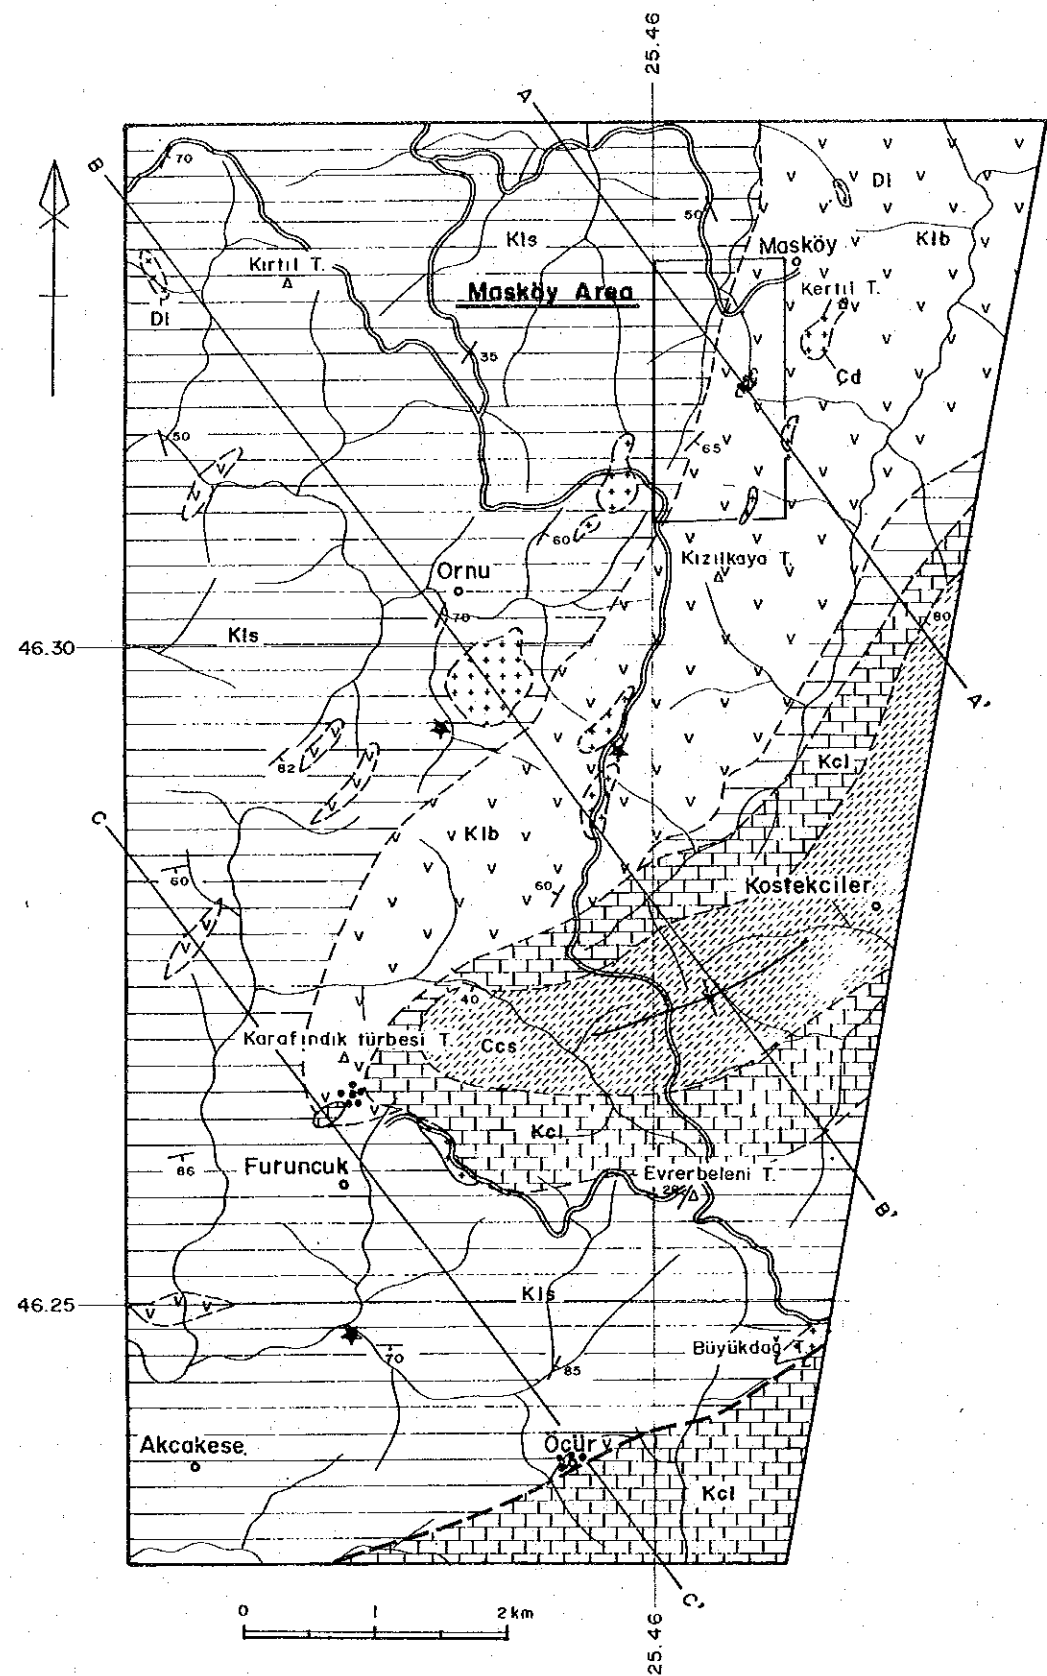 25.46
A
B
70
Dl
50
Kls
Masköy
Klb
Kırtıl T.
Masköy Area
Kertil T.
Dl
35
Çd
50
65
60
Kızılkaya T.
Ornu
70
80
Kls
46.30
A'
Kcl
82
C
Klb
60
60
Kostekciler
40
Karafındık türbesi T.
Ccs
Kcl
86
Furuncuk
Evrerbeleni T.
B'
Kls
46.25
Büyükdağ T.
70
85
Akcakese
Öcür
Kcl
C'
0 1 2 km
25.46